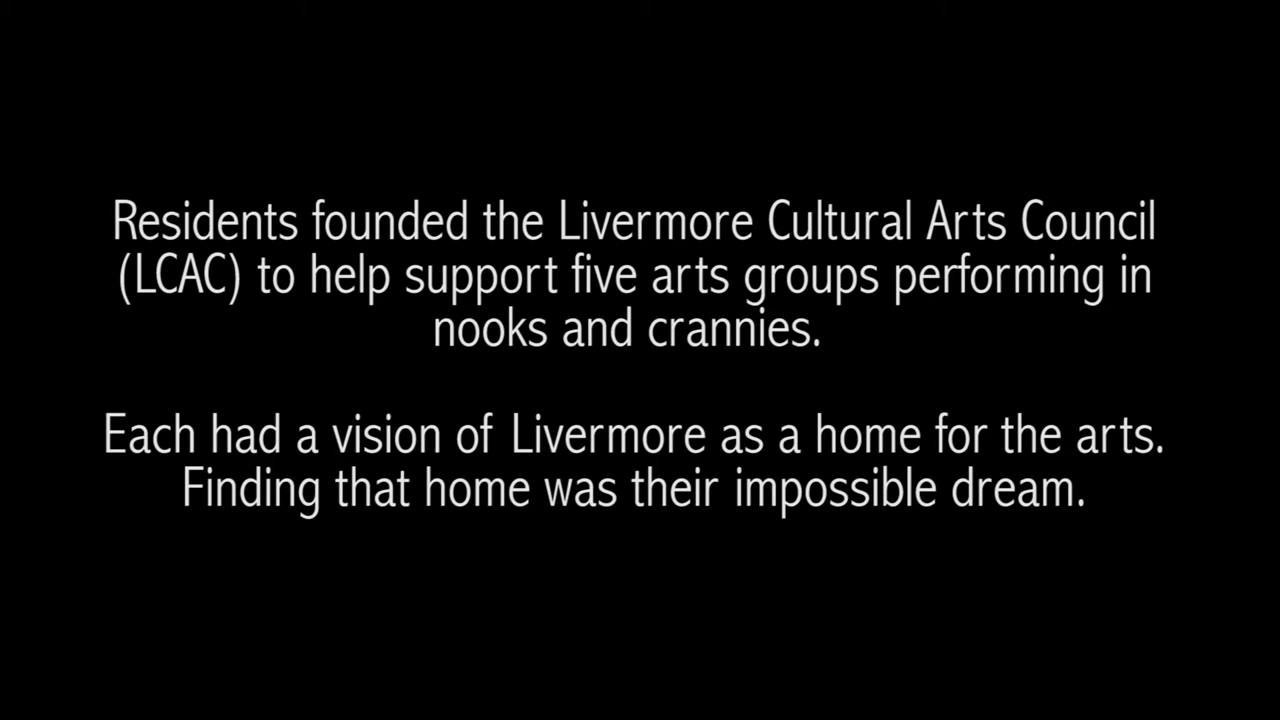 Residents founded the Livermore Cultural Arts Council
(LCAC) to help support five arts groups performing in
nooks and crannies.
Each had a vision of Livermore as a home for the arts.
Finding that home was their impossible dream.